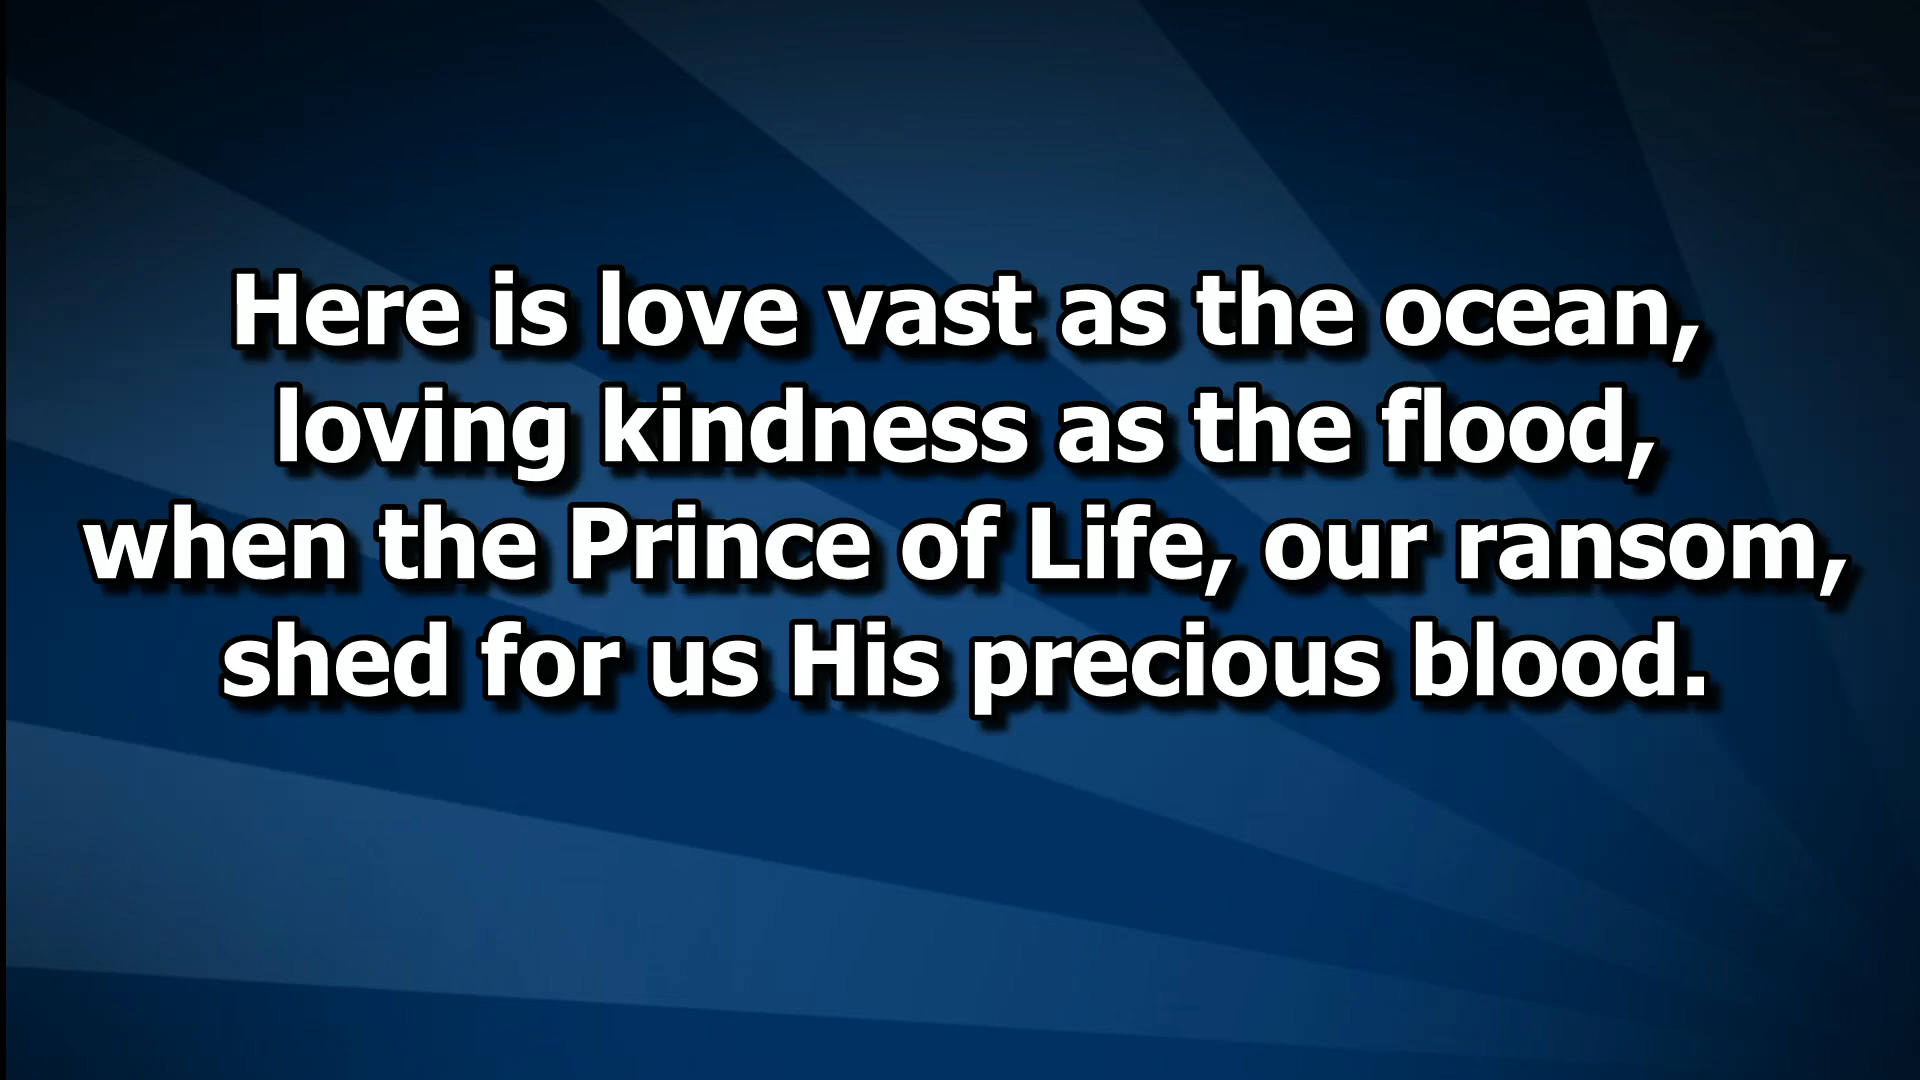 Here is love vast as the ocean,
loving kindness as the flood,
when the Prince of Life, our ransom,
shed for us His precious blood.